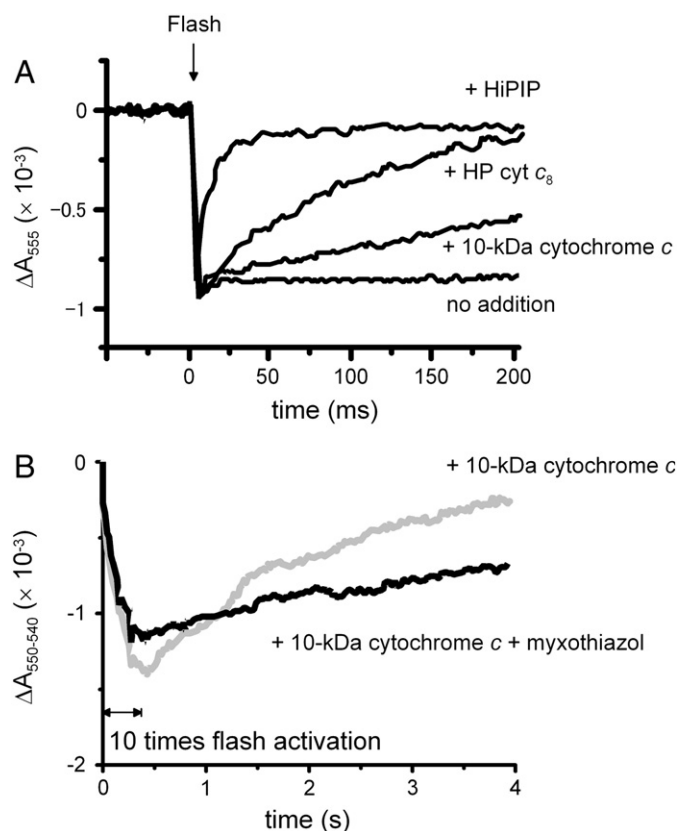 Flash
A
+ HiPIP
+ HP cyt c₈
+ 10-kDa cytochrome c
no addition
0
−0.5
−1
ΔA₅₅₅ (× 10⁻³)
0 50 100 150 200
time (ms)
B
+ 10-kDa cytochrome c
+ 10-kDa cytochrome c + myxothiazol
10 times flash activation
0
-1
-2
ΔA₅₅₀₋₅₄₀ (× 10⁻³)
0 1 2 3 4
time (s)